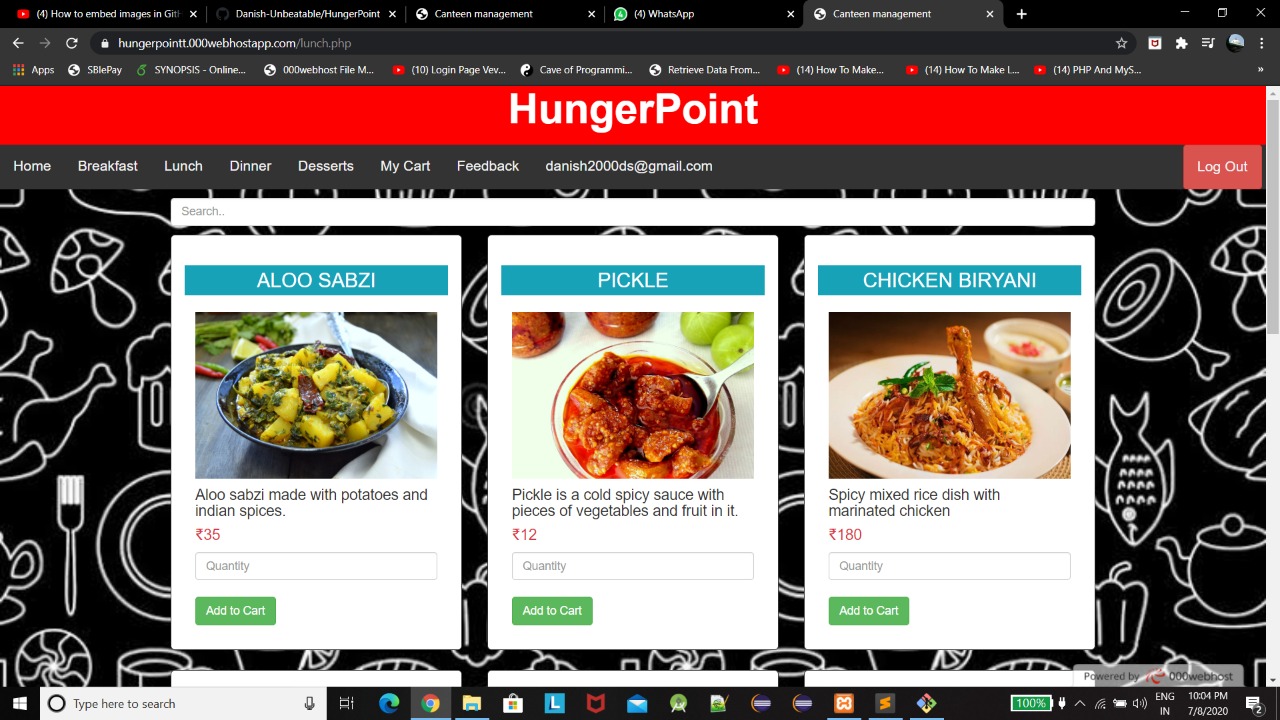 (4) How to embed images in Gith
Danish-Unbeatable/HungerPoint
Canteen management
(4) WhatsApp
Canteen management
hungerpointt.000webhostapp.com/lunch.php
Apps
SBIePay
SYNOPSIS - Online...
000webhost File M...
(10) Login Page Vev...
Cave of Programmi...
Retrieve Data From...
(14) How To Make...
(14) How To Make L...
(14) PHP And MyS...
»
HungerPoint
Home
Breakfast
Lunch
Dinner
Desserts
My Cart
Feedback
danish2000ds@gmail.com
Log Out
Search..
ALOO SABZI
Aloo sabzi made with potatoes and
indian spices.
₹35
Quantity
Add to Cart
PICKLE
Pickle is a cold spicy sauce with
pieces of vegetables and fruit in it.
₹12
Quantity
Add to Cart
CHICKEN BIRYANI
Spicy mixed rice dish with
marinated chicken
₹180
Quantity
Add to Cart
Powered by 000webhost
Type here to search
100%
ENG
IN
10:04 PM
7/8/2020
2